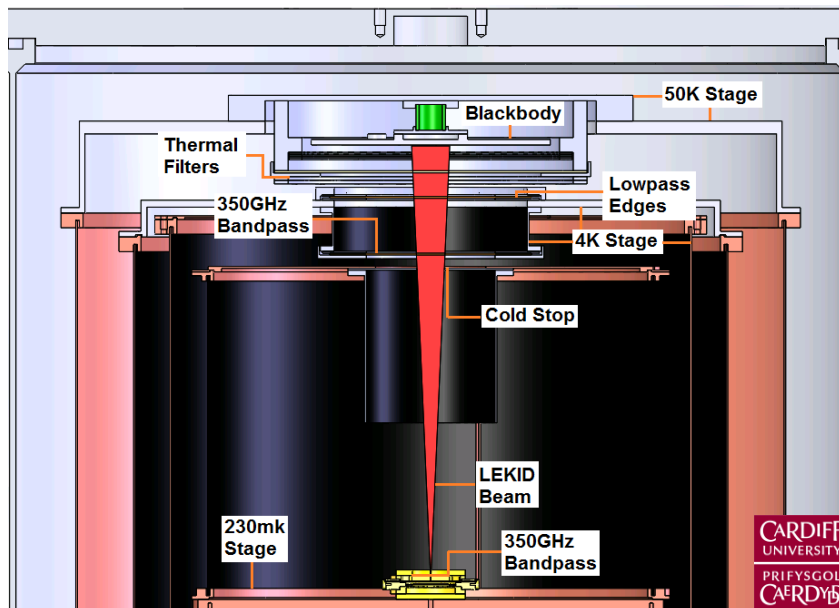 50K Stage
Blackbody
Thermal
Filters
Lowpass
Edges
350GHz
Bandpass
4K Stage
Cold Stop
LEKID
Beam
230mk
Stage
350GHz
Bandpass
CARDIFF
UNIVERSITY
PRIFYSGOL
CAERDYDD